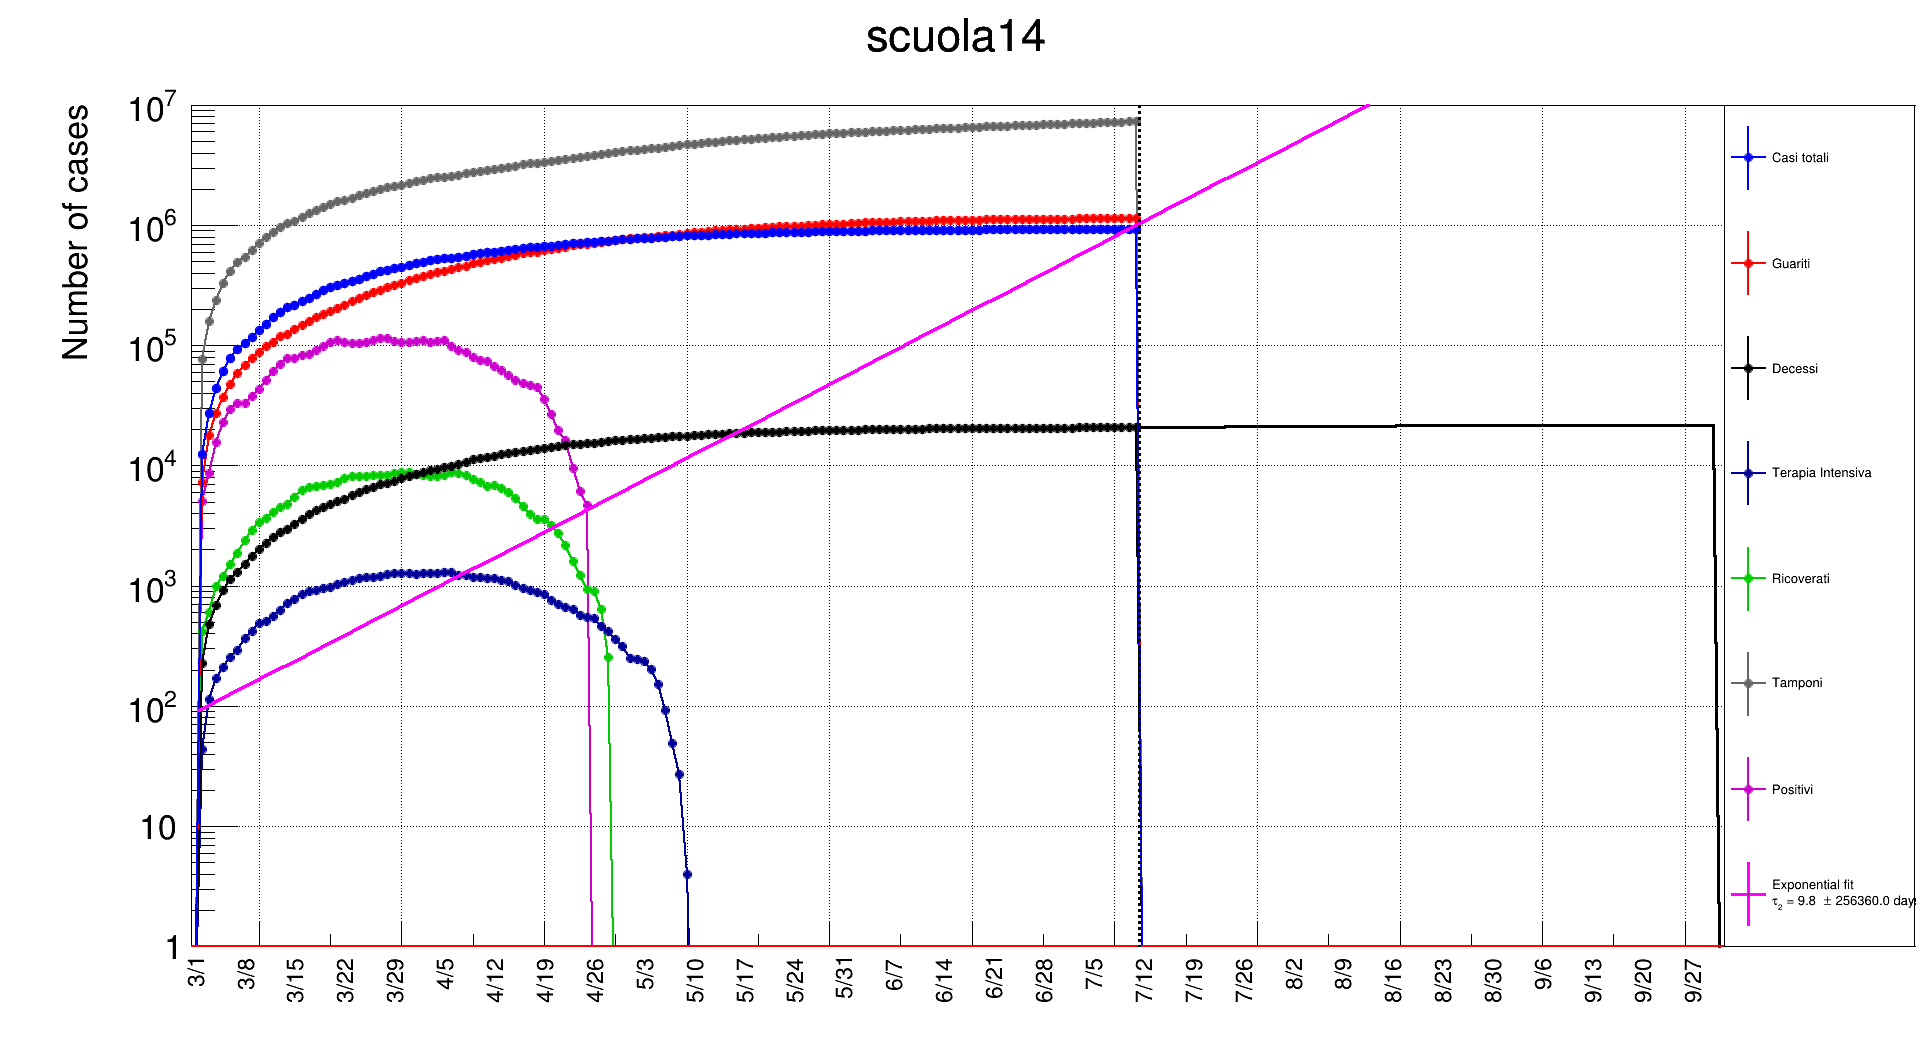 scuola14
Number of cases
10^7
10^6
10^5
10^4
10^3
10^2
10
1
3/1 3/8 3/15 3/22 3/29 4/5 4/12 4/19 4/26 5/3 5/10 5/17 5/24 5/31 6/7 6/14 6/21 6/28 7/5 7/12 7/19 7/26 8/2 8/9 8/16 8/23 8/30 9/6 9/13 9/20 9/27
Casi totali
Guariti
Decessi
Terapia Intensiva
Ricoverati
Tamponi
Positivi
Exponential fit
τ₂ = 9.8 ± 256360.0 day